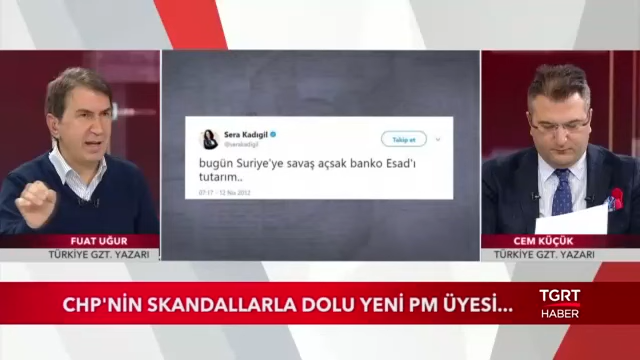 Sera Kadıgil
@serakadigil
Takip et
bugün Suriye'ye savaş açsak banko Esad'ı
tutarım..
07:17 - 12 Nis 2012
FUAT UĞUR
TÜRKİYE GZT. YAZARI
CEM KÜÇÜK
TÜRKİYE GZT. YAZARI
CHP'NİN SKANDALLARLA DOLU YENİ PM ÜYESİ...
TGRT
HABER